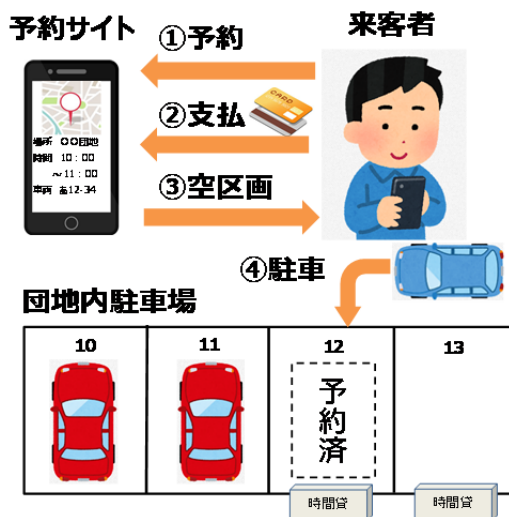 予約サイト
来客者
①予約
②支払
CARD
③空区画
場所 〇〇団地
時間 10：00
～11：00
車両 あ12-34
④駐車
団地内駐車場
10
11
12
13
予約済
時間貸
時間貸